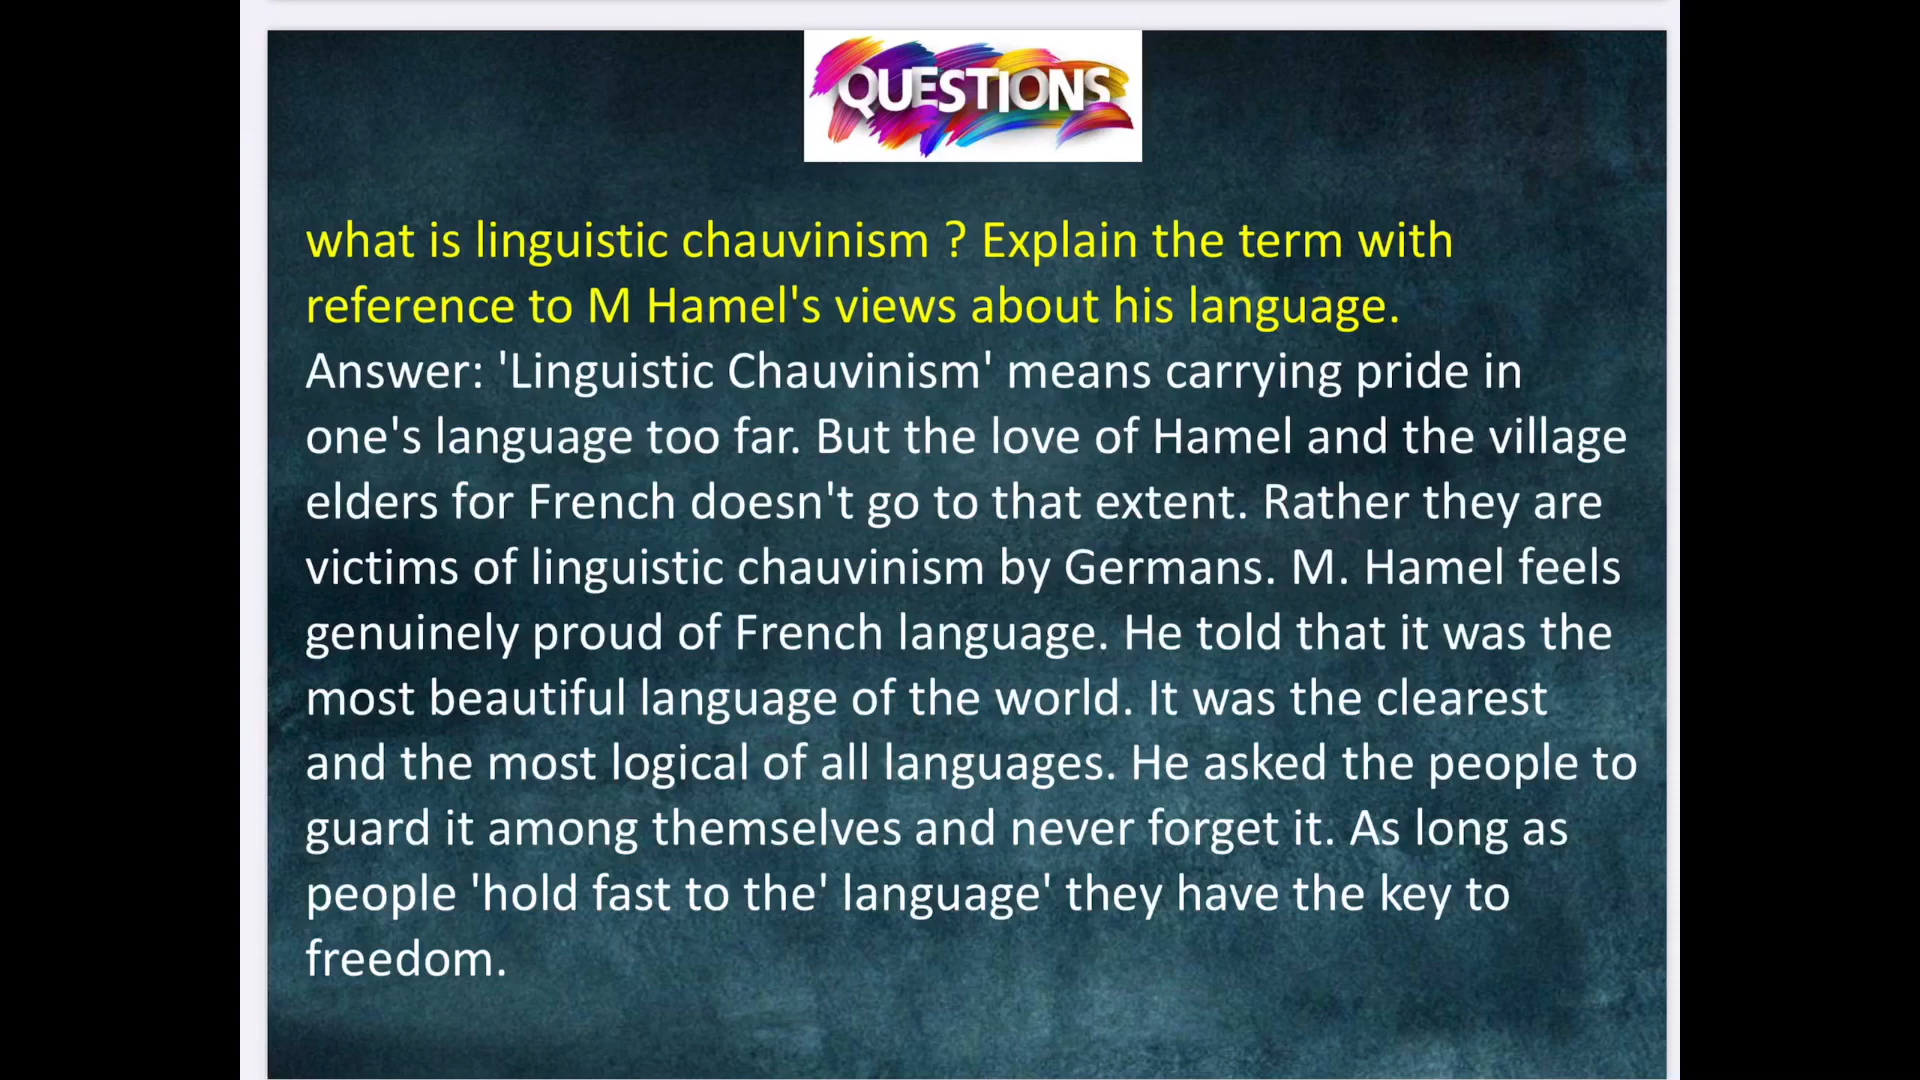 QUESTIONS
what is linguistic chauvinism ? Explain the term with
reference to M Hamel's views about his language.
Answer: 'Linguistic Chauvinism' means carrying pride in
one's language too far. But the love of Hamel and the village
elders for French doesn't go to that extent. Rather they are
victims of linguistic chauvinism by Germans. M. Hamel feels
genuinely proud of French language. He told that it was the
most beautiful language of the world. It was the clearest
and the most logical of all languages. He asked the people to
guard it among themselves and never forget it. As long as
people 'hold fast to the' language' they have the key to
freedom.